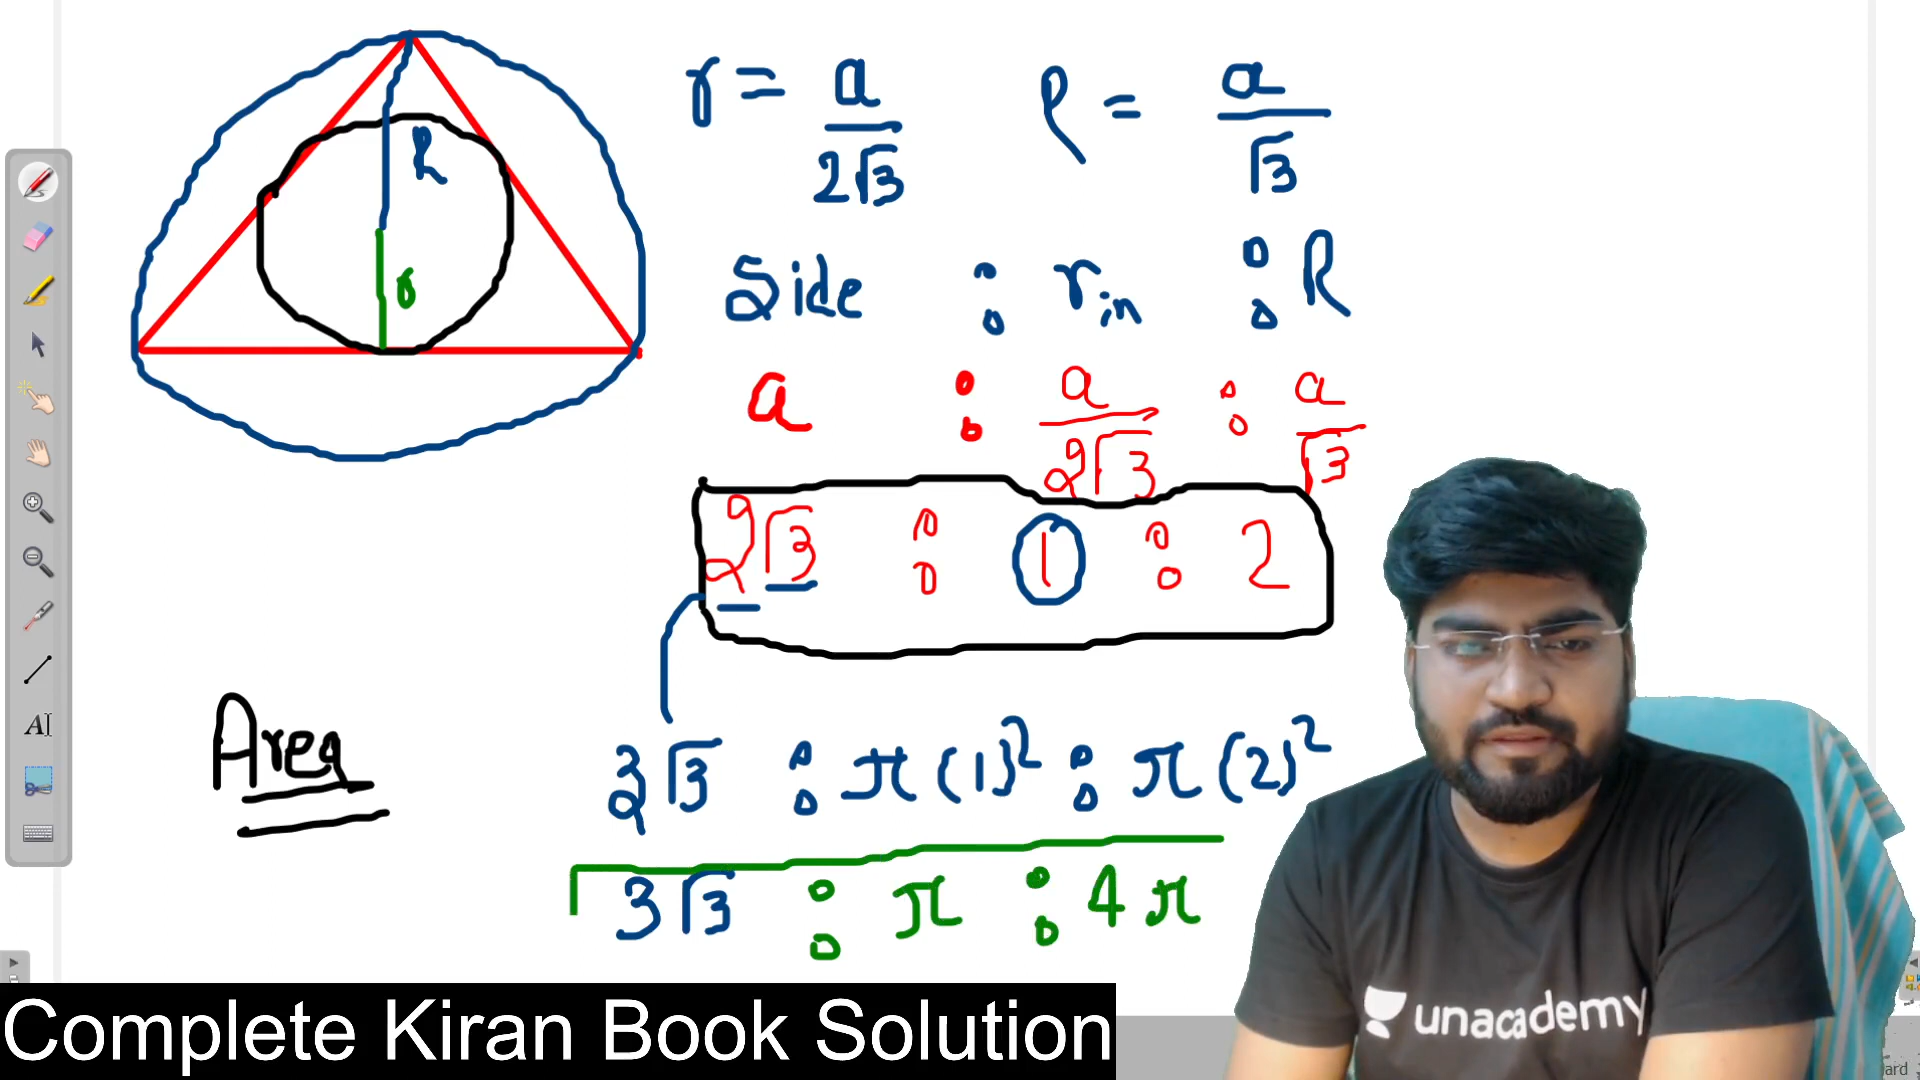 r = a/2√3 R = a/√3
R
r
Side : r_in : R
a : a/2√3 : a/√3
2√3 : 1 : 2
Area
3√3 : π(1)² : π(2)²
3√3 : π : 4π
unacademy
Complete Kiran Book Solution